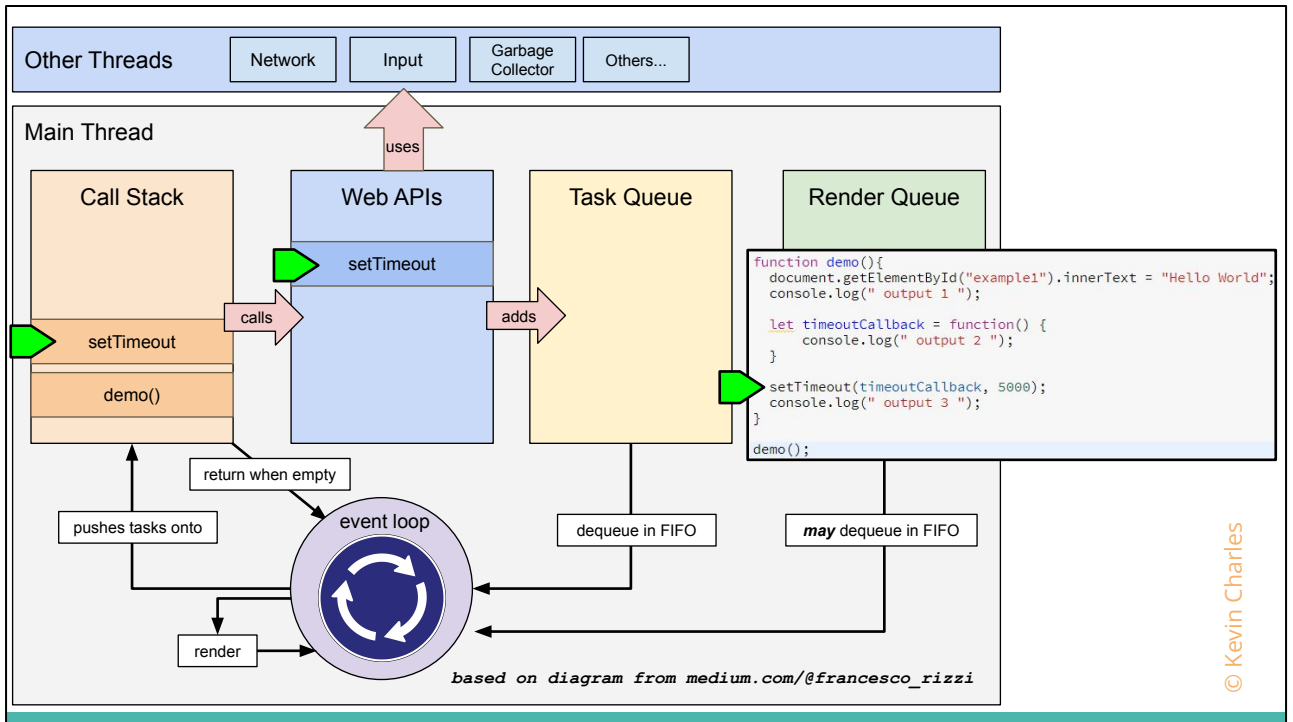 Other Threads
Network
Input
Garbage
Collector
Others...
Main Thread
uses
Call Stack
Web APIs
Task Queue
Render Queue
setTimeout
calls
adds
setTimeout
demo()
function demo(){
document.getElementById("example1").innerText = "Hello World";
console.log(" output 1 ");
let timeoutCallback = function() {
console.log(" output 2 ");
}
setTimeout(timeoutCallback, 5000);
console.log(" output 3 ");
}
demo();
return when empty
pushes tasks onto
event loop
dequeue in FIFO
may dequeue in FIFO
render
based on diagram from medium.com/@francesco_rizzi
© Kevin Charles